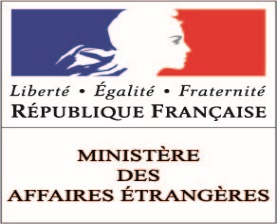 Liberté • Égalité • Fraternité
RÉPUBLIQUE FRANÇAISE
MINISTÈRE
DES
AFFAIRES ÉTRANGÈRES